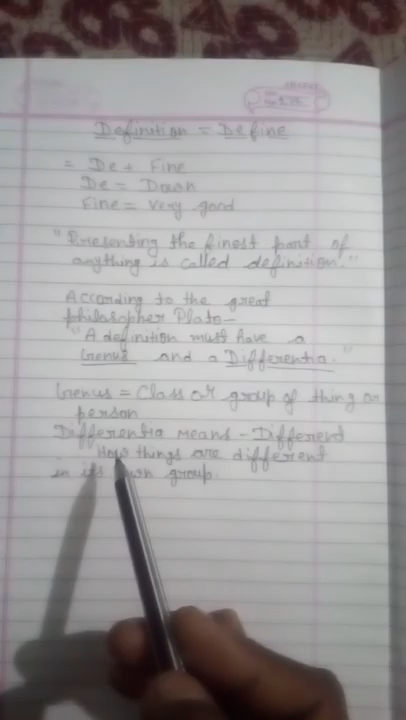 Definition = Define
= De + Fine
De = Down
Fine = Very good
"Presenting the finest part of
anything is called definition."
According to the great
philosopher Plato-
"A definition must have a
Genus and a Differentia."
Genus = Class or group of thing or
person
Differentia means - Different
How things are different
in its own group.